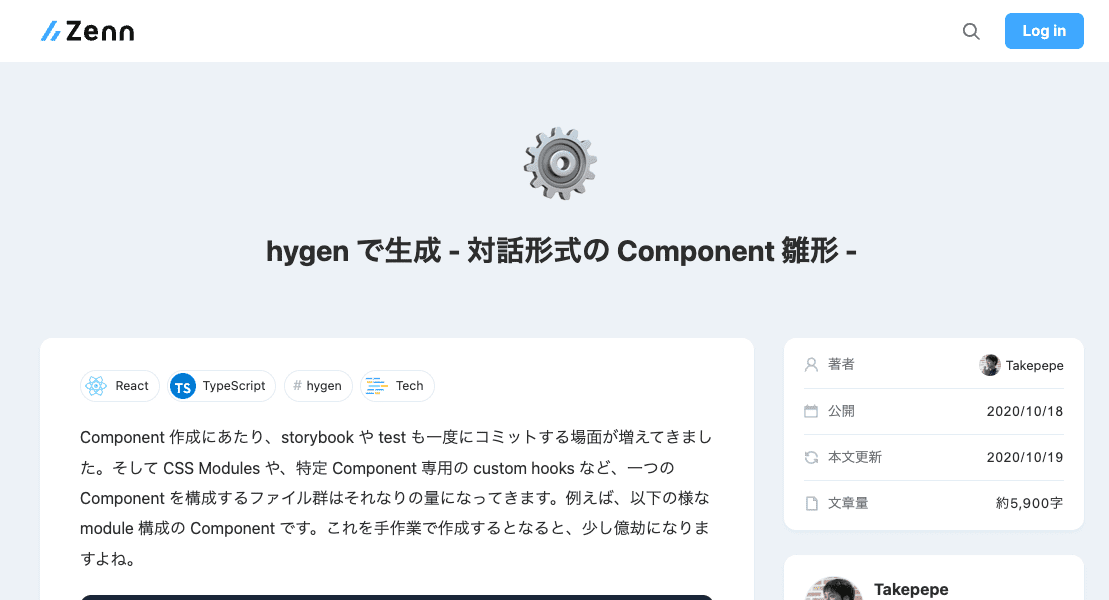 Zenn
Log in
hygen で生成 - 対話形式の Component 雛形 -
React
TypeScript
# hygen
Tech
Component 作成にあたり、storybook や test も一度にコミットする場面が増えてきまし
た。そして CSS Modules や、特定 Component 専用の custom hooks など、一つの
Component を構成するファイル群はそれなりの量になってきます。例えば、以下の様な
module 構成の Component です。これを手作業で作成するとなると、少し億劫になりま
すよね。
著者 Takepepe
公開 2020/10/18
本文更新 2020/10/19
文章量 約5,900字
Takepepe